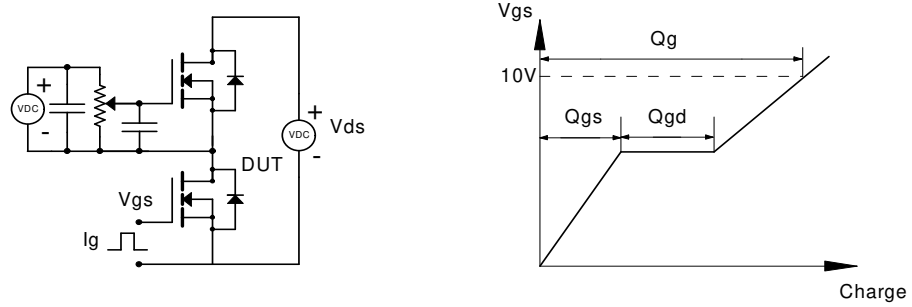 +
VDC
-
+
VDC
-
Vds
DUT
Vgs
Ig
Vgs
Qg
10V
Qgs
Qgd
Charge